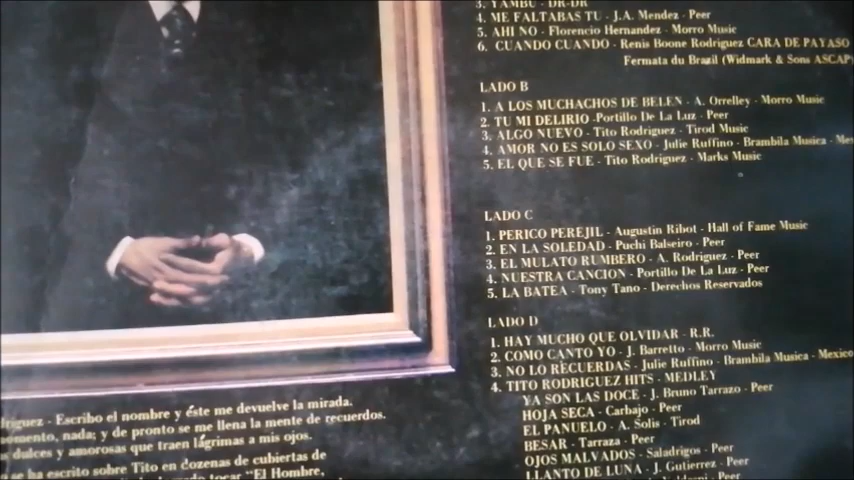 3. YAMBU - DR-DR
4. ME FALTABAS TU - J.A. Mendez - Peer
5. AHI NO - Florencio Hernandez - Morro Music
6. CUANDO CUANDO - Renis Boone Rodriguez CARA DE PAYASO
Fermata du Brazil (Widmark & Sons ASCAP)
LADO B
1. A LOS MUCHACHOS DE BELEN - A. Orrelley - Morro Music
2. TU MI DELIRIO - Portillo De La Luz - Peer
3. ALGO NUEVO - Tito Rodriguez - Tirod Music
4. AMOR NO ES SOLO SEXO - Julie Ruffino - Brambila Musica - Mex
5. EL QUE SE FUE - Tito Rodriguez - Marks Music
LADO C
1. PERICO PEREJIL - Augustin Ribot - Hall of Fame Music
2. EN LA SOLEDAD - Puchi Balseiro - Peer
3. EL MULATO RUMBERO - A. Rodriguez - Peer
4. NUESTRA CANCION - Portillo De La Luz - Peer
5. LA BATEA - Tony Tano - Derechos Reservados
LADO D
1. HAY MUCHO QUE OLVIDAR - R.R.
2. COMO CANTO YO - J. Barretto - Morro Music
3. NO LO RECUERDAS - Julie Ruffino - Brambila Musica - Mexico
4. TITO RODRIGUEZ HITS - MEDLEY
YA SON LAS DOCE - J. Bruno Tarrazo - Peer
HOJA SECA - Carbajo - Peer
EL PANUELO - A. Solis - Tirod
BESAR - Tarraza - Peer
OJOS MALVADOS - Saladrigos - Peer
LLANTO DE LUNA - J. Gutierrez - Peer
driguez - Escribo el nombre y éste me devuelve la mirada.
omento, nada; y de pronto se me llena la mente de recuerdos.
dulces y amorosas que traen lágrimas a mis ojos.
se ha escrito sobre Tito en dozenas de cubiertas de
tocar "El Hombre,